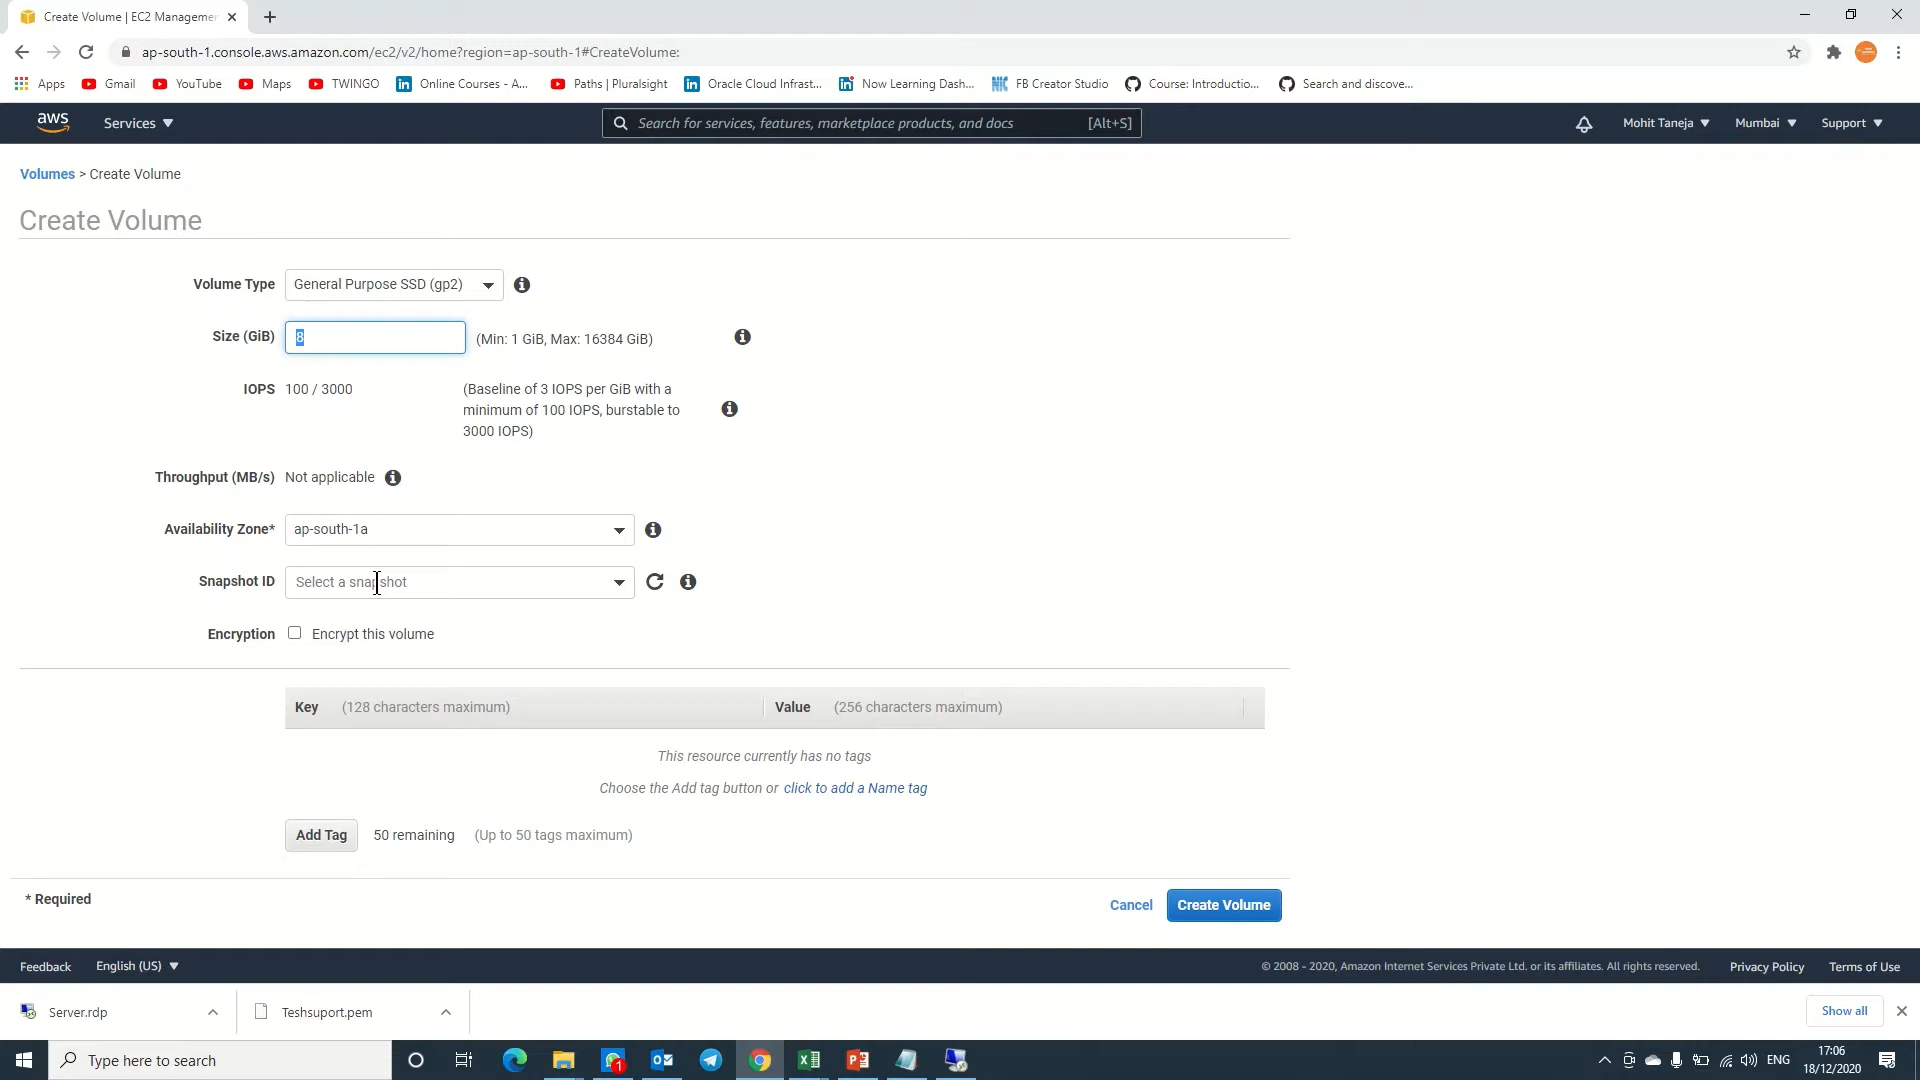 Create Volume | EC2 Managemer
ap-south-1.console.aws.amazon.com/ec2/v2/home?region=ap-south-1#CreateVolume:
Apps Gmail YouTube Maps TWINGO Online Courses - A... Paths | Pluralsight Oracle Cloud Infrast... Now Learning Dash... FB Creator Studio Course: Introductio... Search and discove...
aws Services Search for services, features, marketplace products, and docs [Alt+S] Mohit Taneja Mumbai Support
Volumes > Create Volume
Create Volume
Volume Type General Purpose SSD (gp2)
Size (GiB) 8 (Min: 1 GiB, Max: 16384 GiB)
IOPS 100 / 3000 (Baseline of 3 IOPS per GiB with a
minimum of 100 IOPS, burstable to
3000 IOPS)
Throughput (MB/s) Not applicable
Availability Zone* ap-south-1a
Snapshot ID Select a snapshot
Encryption Encrypt this volume
Key (128 characters maximum) Value (256 characters maximum)
This resource currently has no tags
Choose the Add tag button or click to add a Name tag
Add Tag 50 remaining (Up to 50 tags maximum)
* Required Cancel Create Volume
Feedback English (US) © 2008 - 2020, Amazon Internet Services Private Ltd. or its affiliates. All rights reserved. Privacy Policy Terms of Use
Server.rdp Teshsuport.pem Show all
Type here to search 1 ENG 17:06
18/12/2020